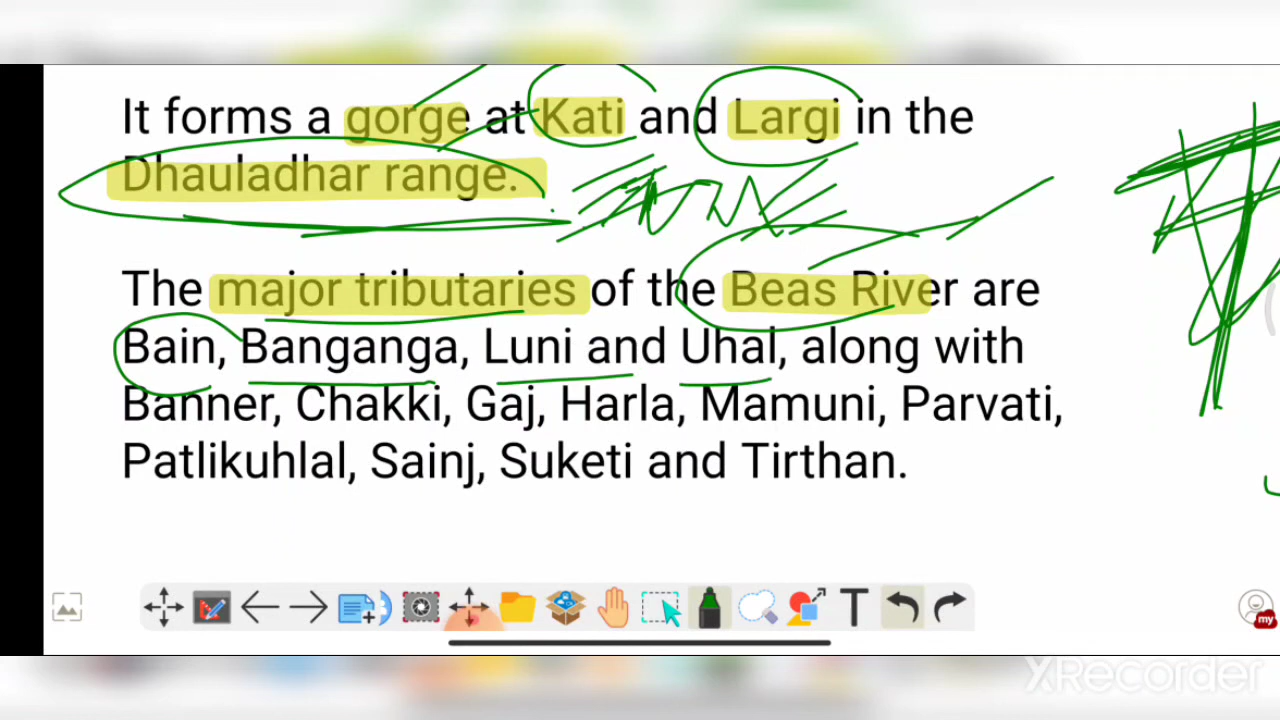 It forms a gorge at Kati and Largi in the
Dhauladhar range.
The major tributaries of the Beas River are
Bain, Banganga, Luni and Uhal, along with
Banner, Chakki, Gaj, Harla, Mamuni, Parvati,
Patlikuhlal, Sainj, Suketi and Tirthan.
T
my
XRecorder